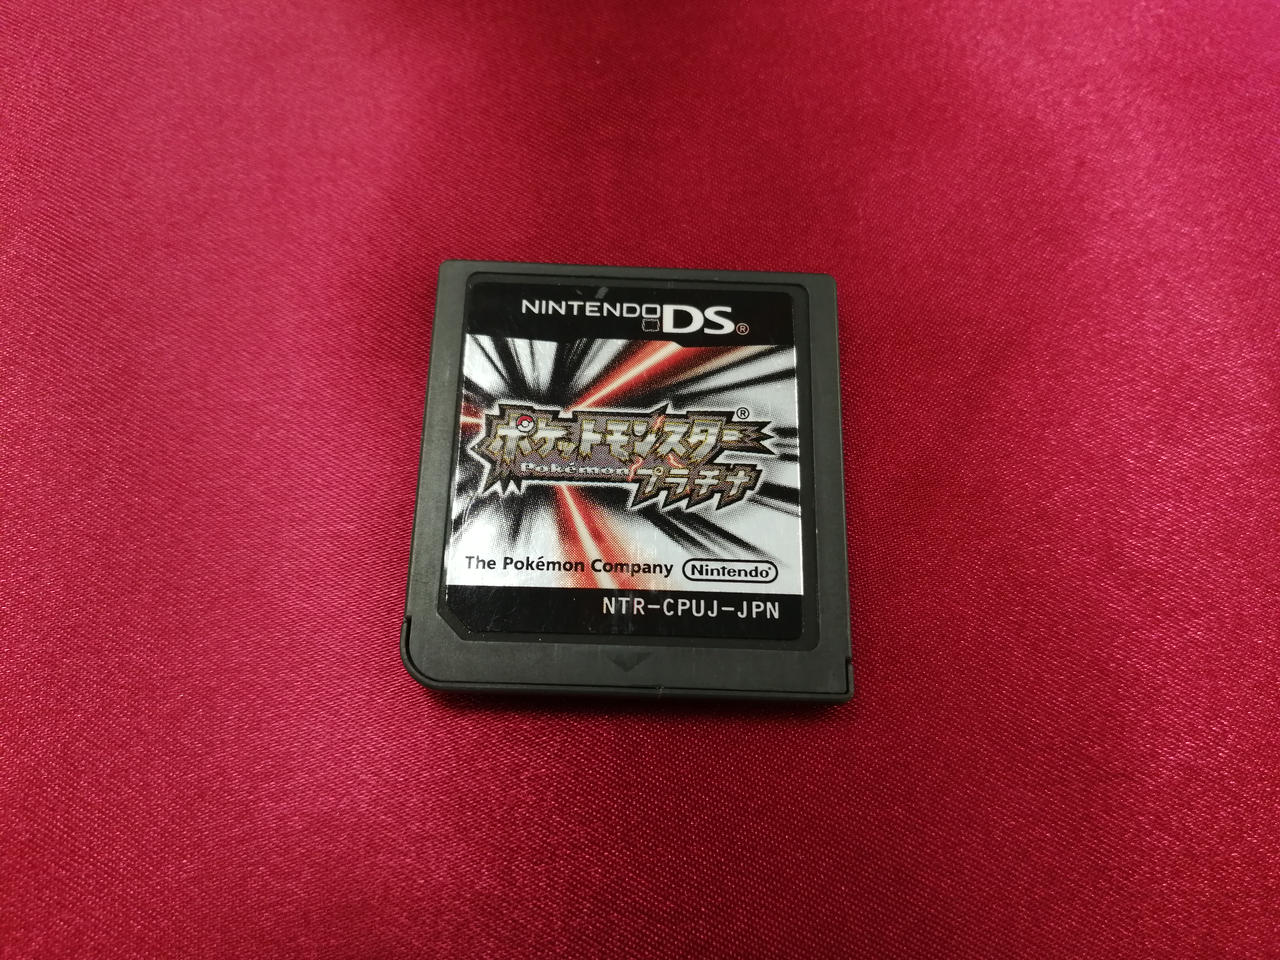 NINTENDO DS®
ポケットモンスター®
Pokémon プラチナ
The Pokémon Company Nintendo®
NTR-CPUJ-JPN